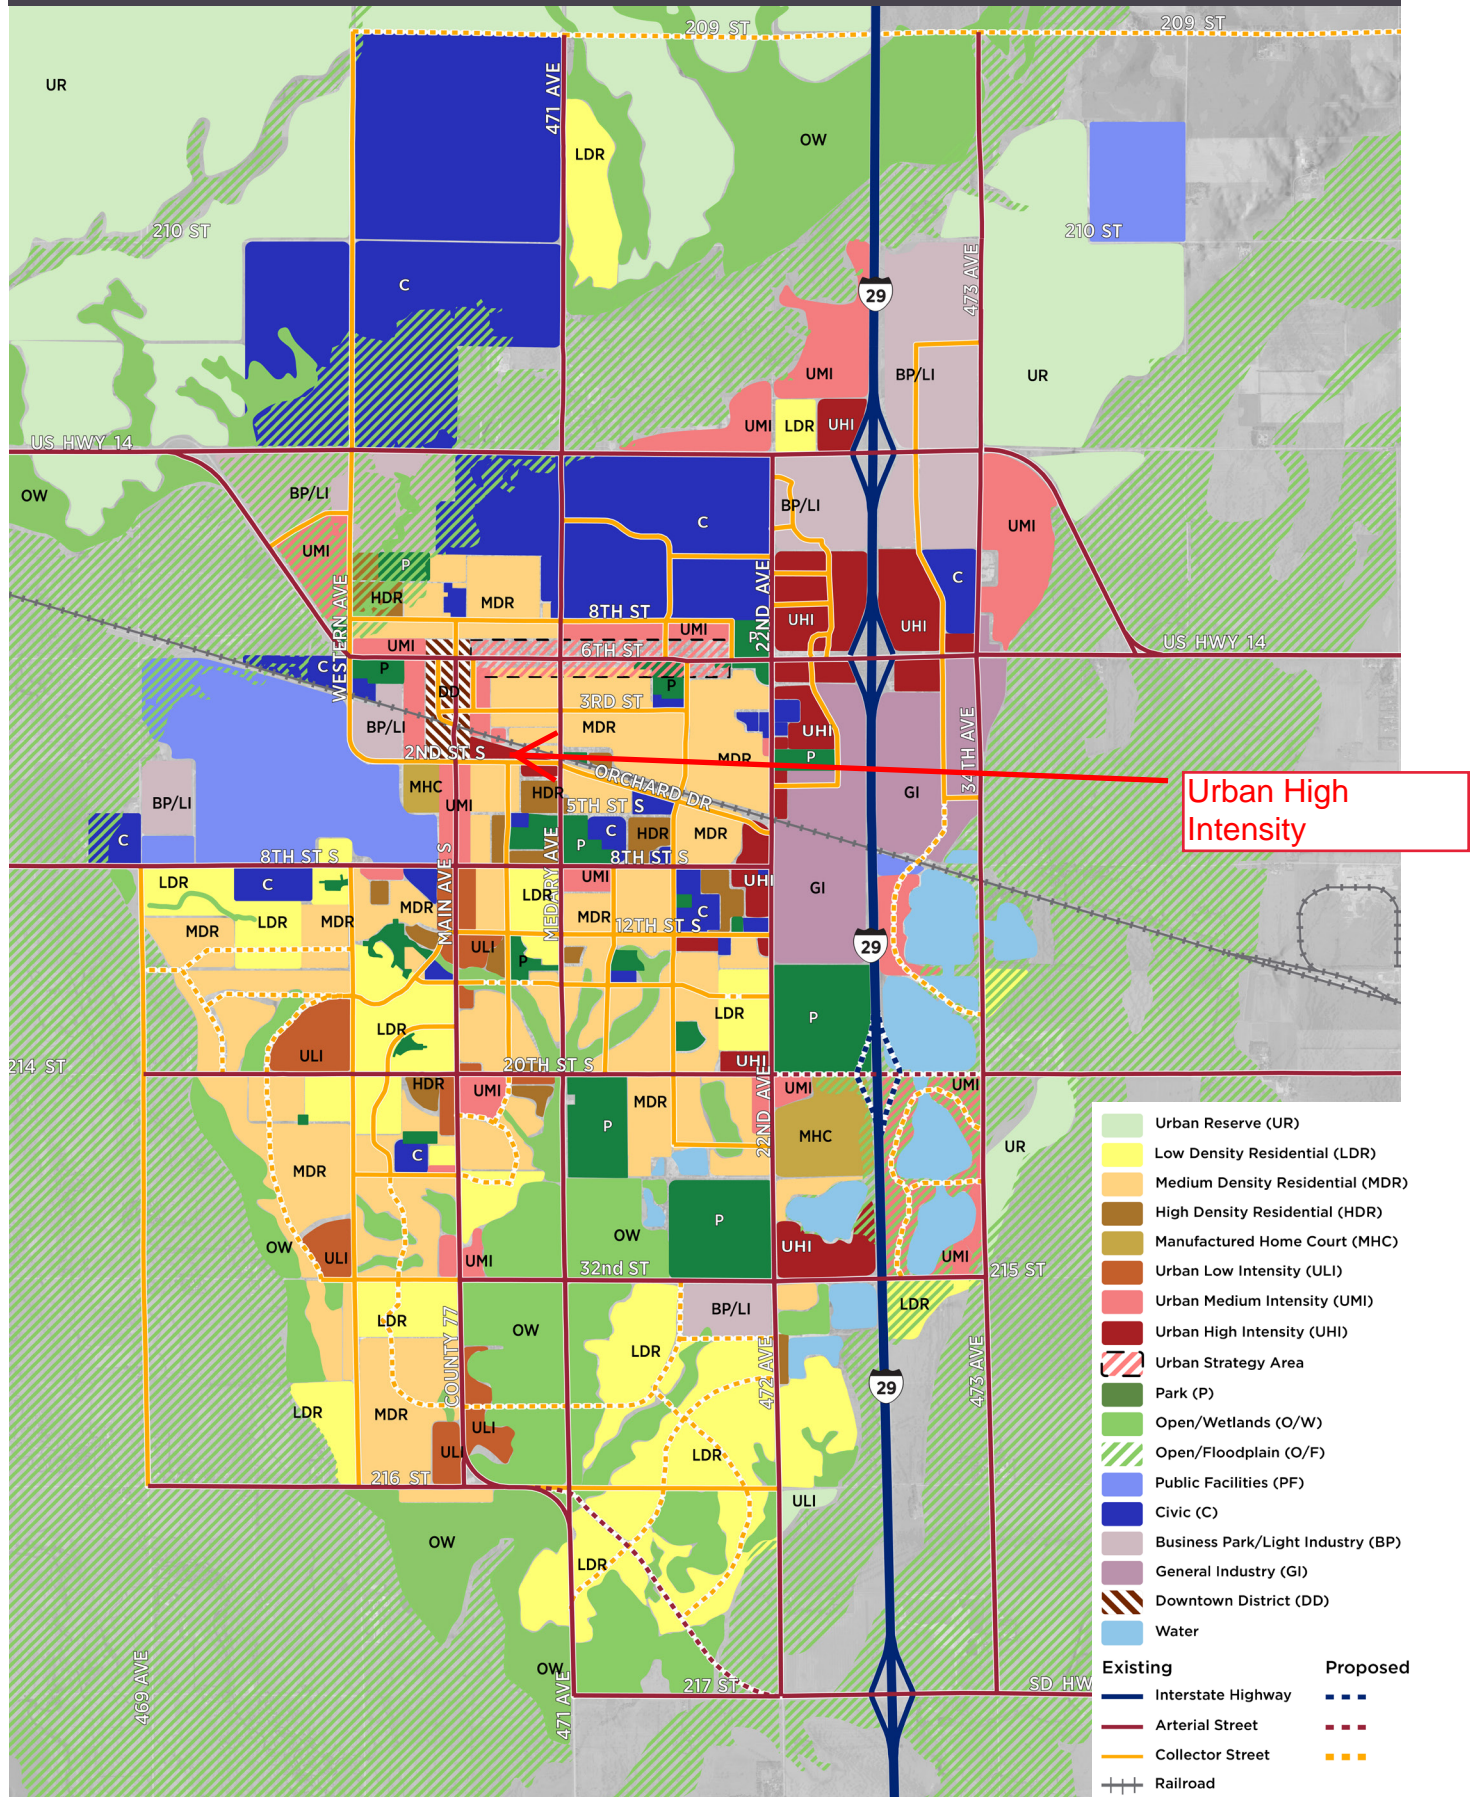 209 ST
209 ST
UR
471 AVE
OW
LDR
210 ST
210 ST
C
29
473 AVE
UMI
BP/LI
UR
UMI
LDR
UHI
US HWY 14
OW
BP/LI
BP/LI
C
UMI
UMI
P
C
WESTERN AVE
HDR
MDR
8TH ST
22ND AVE
UHI
UHI
UMI
UMI
P
6TH ST
US HWY 14
C
P
DD
P
3RD ST
BP/LI
MDR
UHI
34TH AVE
2ND ST S
MDR
P
ORCHARD DR
MHC
HDR
GI
Urban High
Intensity
BP/LI
UMI
5TH ST S
C
P
C
HDR
MDR
8TH ST S
8TH ST S
MAIN AVE S
MEDARY AVE
LDR
C
UMI
UHI
GI
LDR
MDR
LDR
MDR
MDR
MDR
C
12TH ST S
ULI
P
29
LDR
LDR
P
ULI
214 ST
20TH ST S
UHI
HDR
UMI
MDR
UMI
UMI
22ND AVE
P
MHC
UR
C
MDR
P
OW
OW
ULI
UMI
UHI
UMI
32nd ST
215 ST
LDR
BP/LI
LDR
OW
COUNTY 77
LDR
472 AVE
473 AVE
29
LDR
MDR
ULI
ULI
LDR
216 ST
ULI
OW
LDR
OW
469 AVE
471 AVE
217 ST
SD HW
Urban Reserve (UR)
Low Density Residential (LDR)
Medium Density Residential (MDR)
High Density Residential (HDR)
Manufactured Home Court (MHC)
Urban Low Intensity (ULI)
Urban Medium Intensity (UMI)
Urban High Intensity (UHI)
Urban Strategy Area
Park (P)
Open/Wetlands (O/W)
Open/Floodplain (O/F)
Public Facilities (PF)
Civic (C)
Business Park/Light Industry (BP)
General Industry (GI)
Downtown District (DD)
Water
Existing Proposed
Interstate Highway
Arterial Street
Collector Street
Railroad